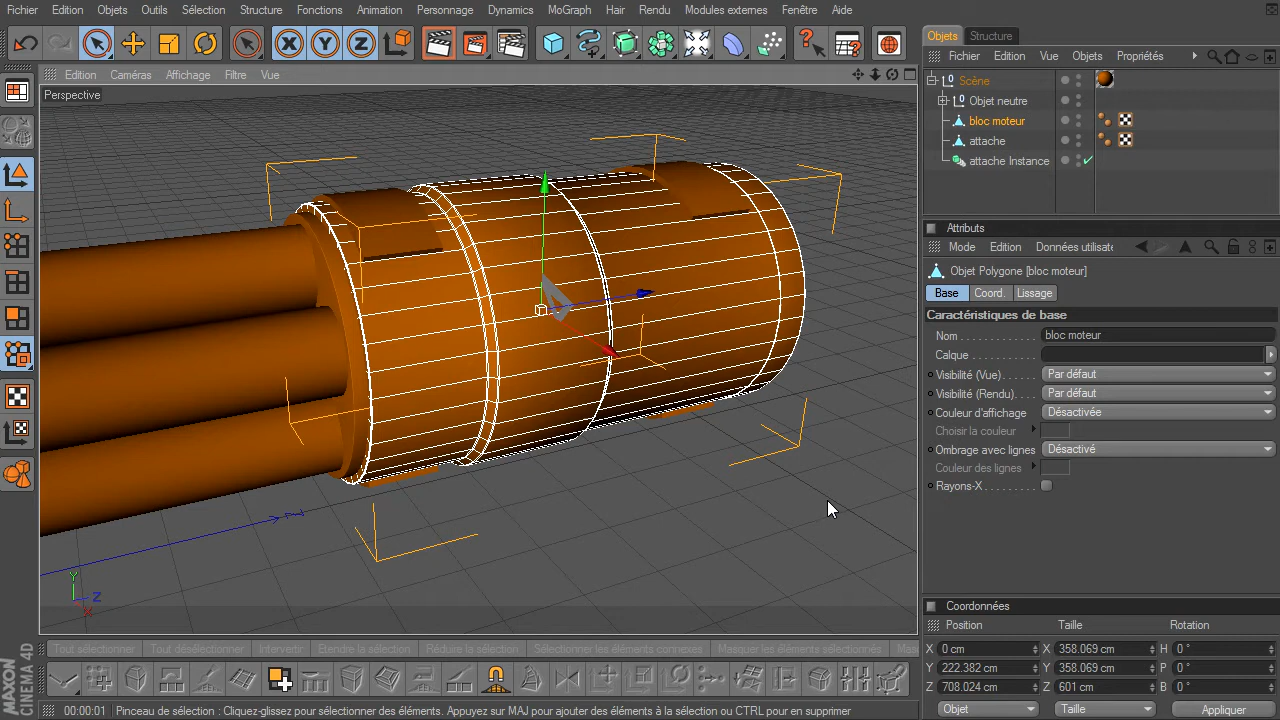 Fichier Edition Objets Outils Sélection Structure Fonctions Animation Personnage Dynamics MoGraph Hair Rendu Modules externes Fenêtre Aide
Objets Structure
Fichier Edition Vue Objets Propriétés
Edition Caméras Affichage Filtre Vue
Perspective
Scène
Objet neutre
bloc moteur
attache
attache Instance
Attributs
Mode Edition Données utilisate
Objet Polygone [bloc moteur]
Base Coord. Lissage
Caractéristiques de base
Nom bloc moteur
Calque
Visibilité (Vue) Par défaut
Visibilité (Rendu) Par défaut
Couleur d'affichage Désactivée
Choisir la couleur
Ombrage avec lignes Désactivé
Couleur des lignes
Rayons-X
Y
Z
X
Coordonnées
Position Taille Rotation
X 0 cm X 358.069 cm H 0 °
Y 222.382 cm Y 358.069 cm P 0 °
Z 708.024 cm Z 601 cm B 0 °
Objet Taille Appliquer
Tout sélectionner Tout désélectionner Intervertir Etendre la sélection Réduire la sélection Sélectionner les éléments connexes Masquer les éléments sélectionnés Mas
MAXON
CINEMA 4D
00:00:01 Pinceau de sélection : Cliquez-glissez pour sélectionner des éléments. Appuyez sur MAJ pour ajouter des éléments à la sélection ou CTRL pour en supprimer